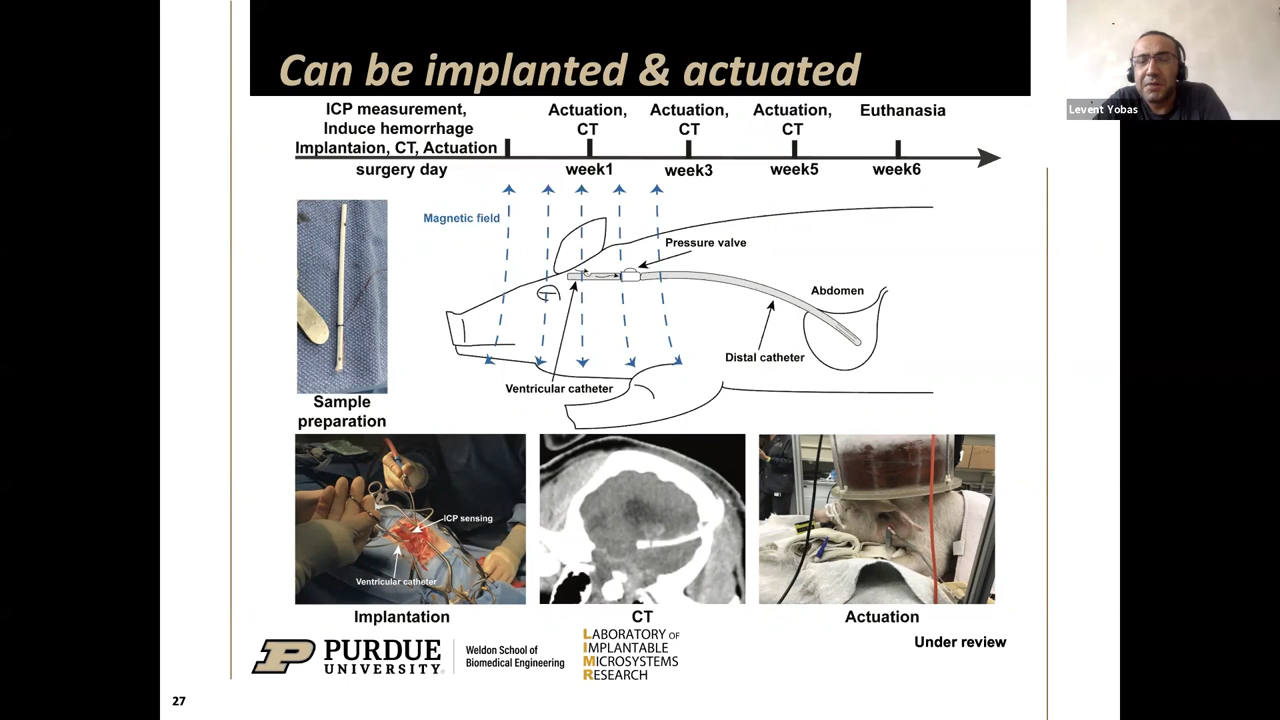 Can be implanted & actuated
Levent Yobas
ICP measurement,
Induce hemorrhage
Implantaion, CT, Actuation
surgery day
Actuation,
CT
week1
Actuation,
CT
week3
Actuation,
CT
week5
Euthanasia
week6
Magnetic field
Pressure valve
Abdomen
Distal catheter
Ventricular catheter
Sample
preparation
ICP sensing
Ventricular catheter
Implantation
CT
Actuation
Under review
PURDUE
UNIVERSITY
Weldon School of
Biomedical Engineering
LABORATORY OF
IMPLANTABLE
MICROSYSTEMS
RESEARCH
27